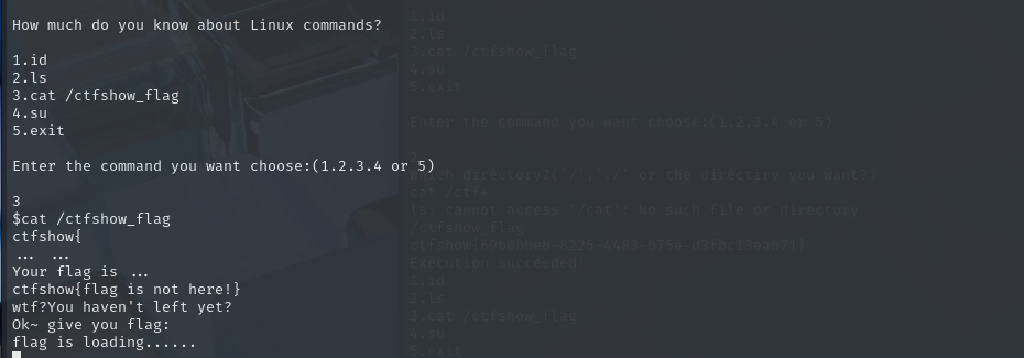 How much do you know about Linux commands?
1.id
2.ls
3.cat /ctfshow_flag
4.su
5.exit
Enter the command you want choose:(1.2.3.4 or 5)
3
$cat /ctfshow_flag
ctfshow{
... ...
Your flag is ...
ctfshow{flag is not here!}
wtf?You haven't left yet?
Ok~ give you flag:
flag is loading......
1.id
2.ls
3.cat /ctfshow_flag
4.su
5.exit
Enter the command you want choose:(1.2.3.4 or 5)
which directory?('/','./' or the directiry you want?)
cat /ctf*
ls: cannot access '/cat': No such file or directory
/ctfshow_flag
Execution succeeded!
1.id
2.ls
3.cat /ctfshow_flag
4.su
5.exit